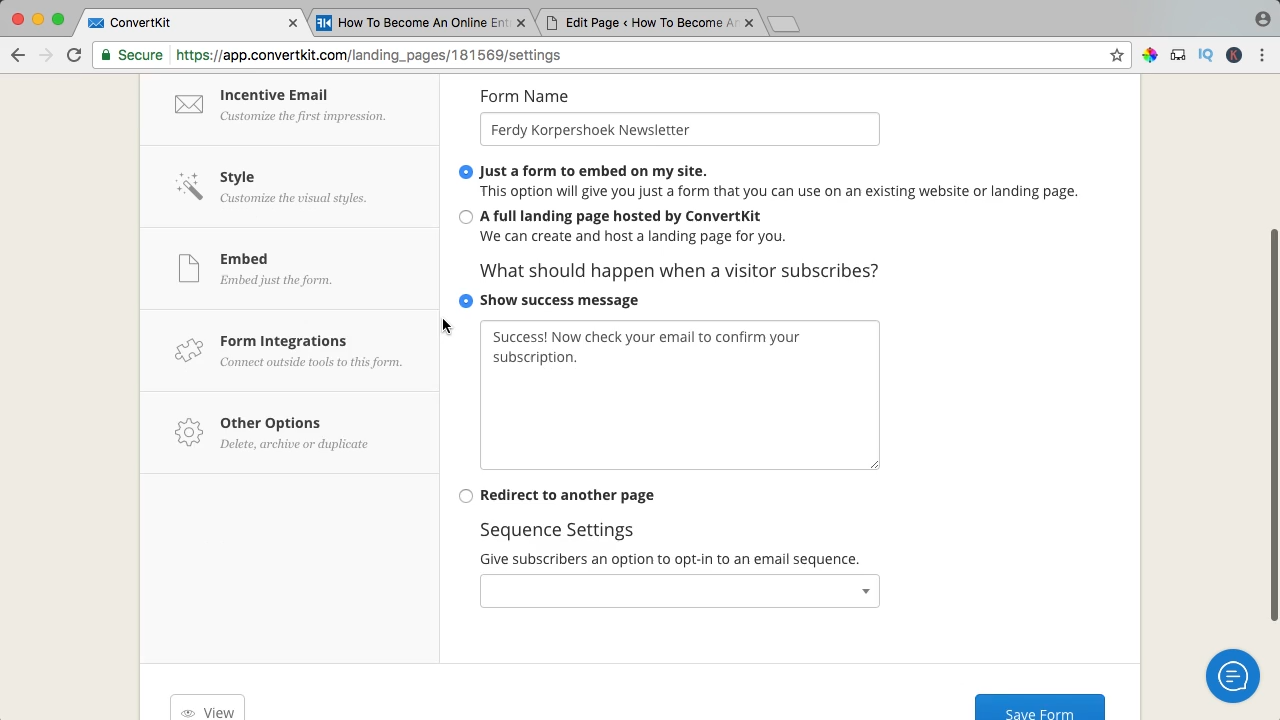 ConvertKit
How To Become An Online Ent
Edit Page ‹ How To Become An
Secure
https://app.convertkit.com/landing_pages/181569/settings
Incentive Email
Customize the first impression.
Style
Customize the visual styles.
Embed
Embed just the form.
Form Integrations
Connect outside tools to this form.
Other Options
Delete, archive or duplicate
Form Name
Ferdy Korpershoek Newsletter
Just a form to embed on my site.
This option will give you just a form that you can use on an existing website or landing page.
A full landing page hosted by ConvertKit
We can create and host a landing page for you.
What should happen when a visitor subscribes?
Show success message
Success! Now check your email to confirm your
subscription.
Redirect to another page
Sequence Settings
Give subscribers an option to opt-in to an email sequence.
View
Save Form